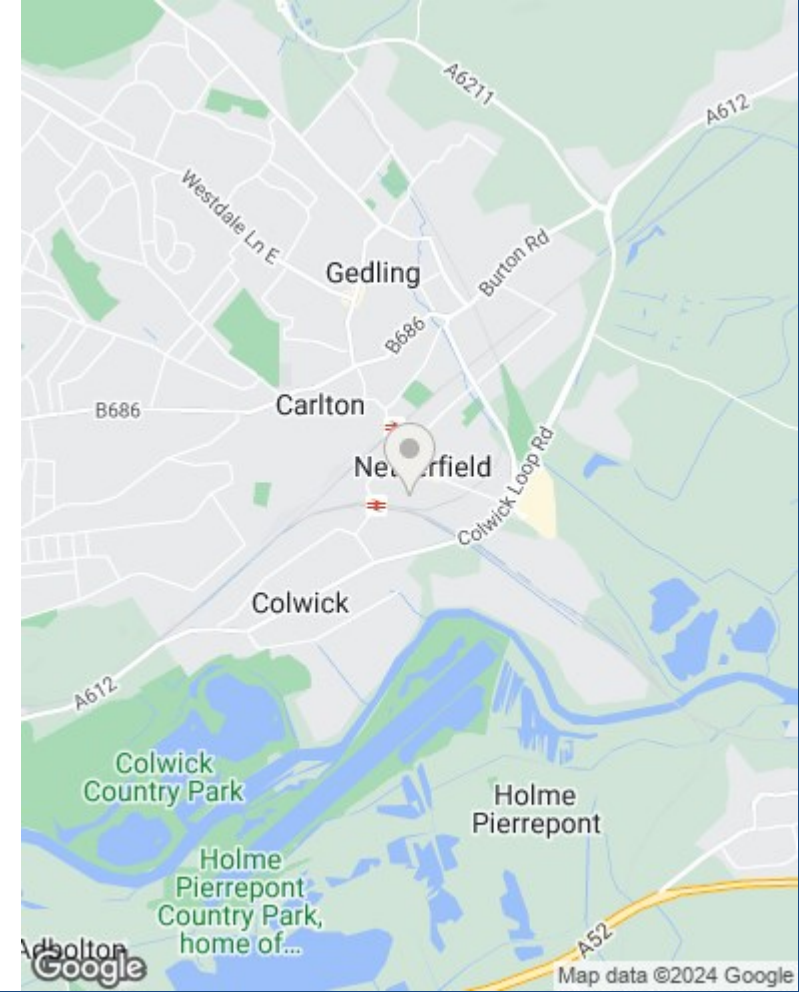 A6211
A612
Westdale Ln E
Gedling
Burton Rd
B686
B686
Carlton
Netherfield
Colwick Loop Rd
Colwick
A612
Colwick
Country Park
Holme
Pierrepont
Holme
Pierrepont
Country Park,
home of...
Adbolton
A52
Google
Map data ©2024 Google